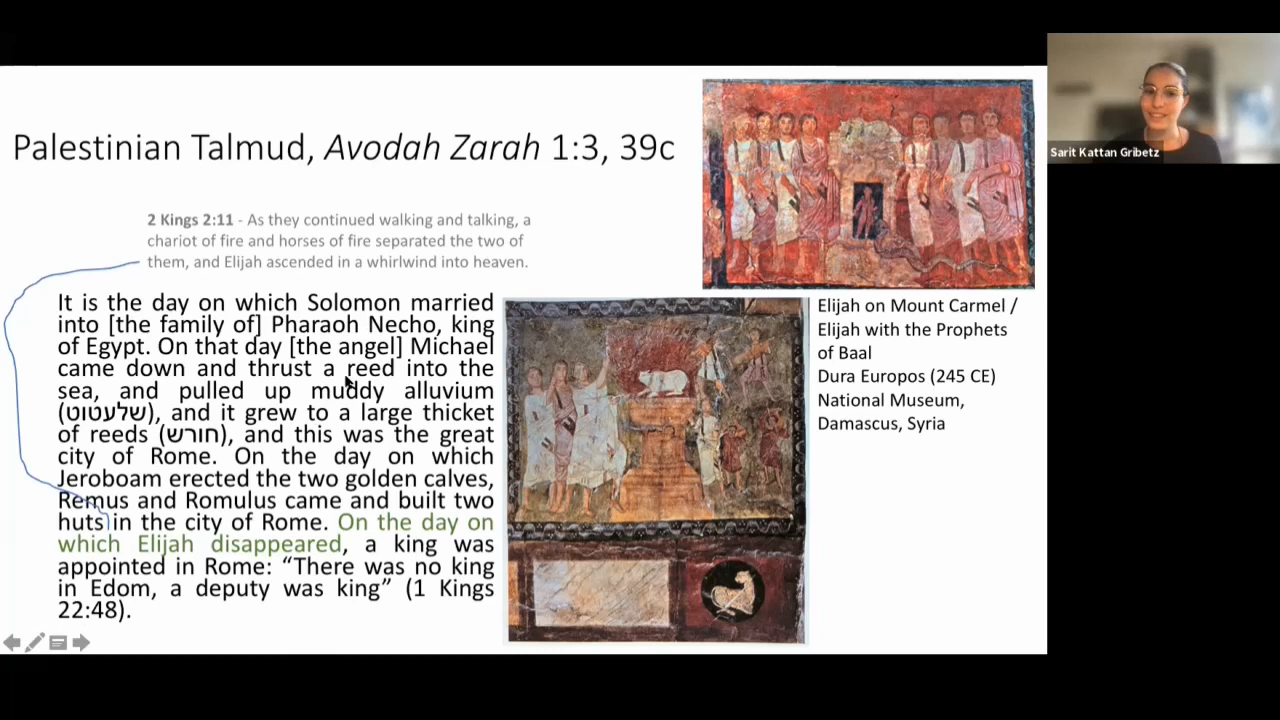 Palestinian Talmud, Avodah Zarah 1:3, 39c
2 Kings 2:11 - As they continued walking and talking, a
chariot of fire and horses of fire separated the two of
them, and Elijah ascended in a whirlwind into heaven.
It is the day on which Solomon married
into [the family of] Pharaoh Necho, king
of Egypt. On that day [the angel] Michael
came down and thrust a reed into the
sea, and pulled up muddy alluvium
(שלעטוט), and it grew to a large thicket
of reeds (חורש), and this was the great
city of Rome. On the day on which
Jeroboam erected the two golden calves,
Remus and Romulus came and built two
huts in the city of Rome. On the day on
which Elijah disappeared, a king was
appointed in Rome: “There was no king
in Edom, a deputy was king” (1 Kings
22:48).
Elijah on Mount Carmel /
Elijah with the Prophets
of Baal
Dura Europos (245 CE)
National Museum,
Damascus, Syria
Sarit Kattan Gribetz